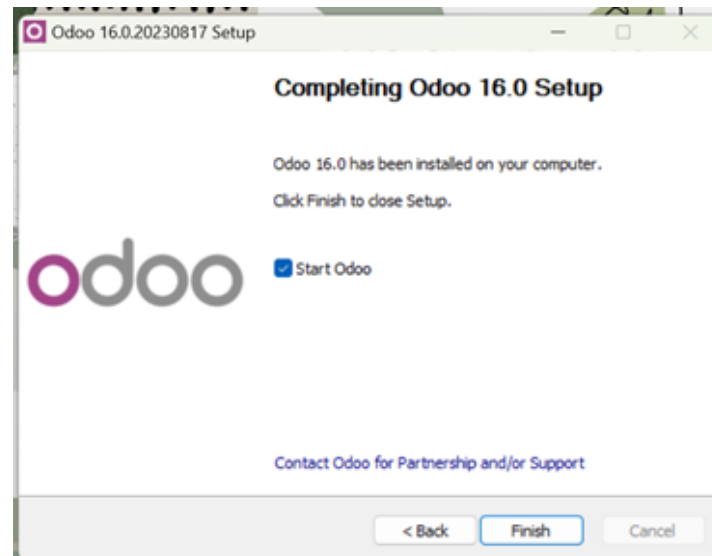 Odoo 16.0.20230817 Setup
Completing Odoo 16.0 Setup
Odoo 16.0 has been installed on your computer.
Click Finish to close Setup.
odoo
Start Odoo
Contact Odoo for Partnership and/or Support
< Back
Finish
Cancel